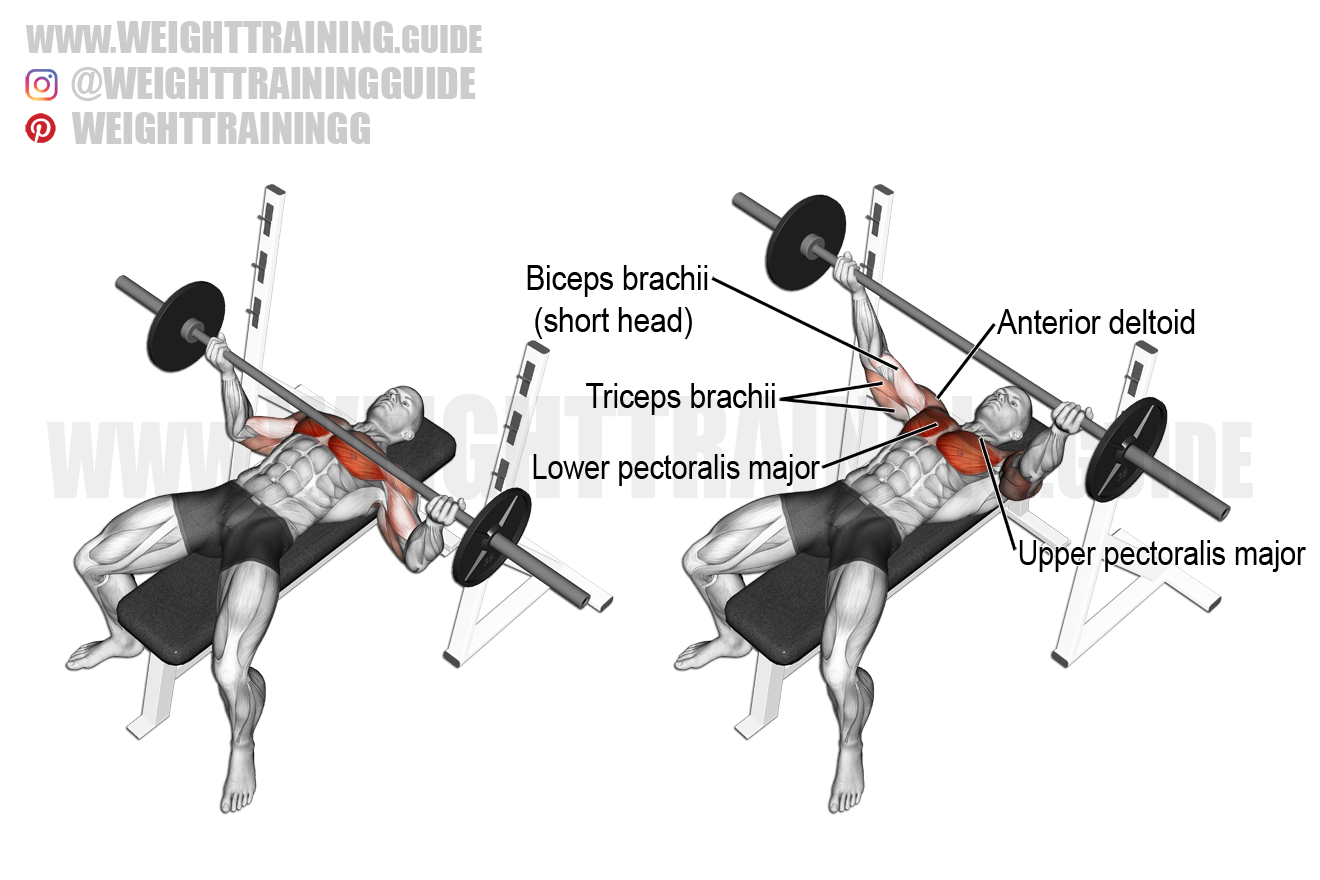 WWW.WEIGHTTRAINING.GUIDE
@WEIGHTTRAININGGUIDE
WEIGHTTRAININGG
Biceps brachii
(short head)
Anterior deltoid
Triceps brachii
Lower pectoralis major
WWW.WEIGHTTRAINING.GUIDE
Upper pectoralis major